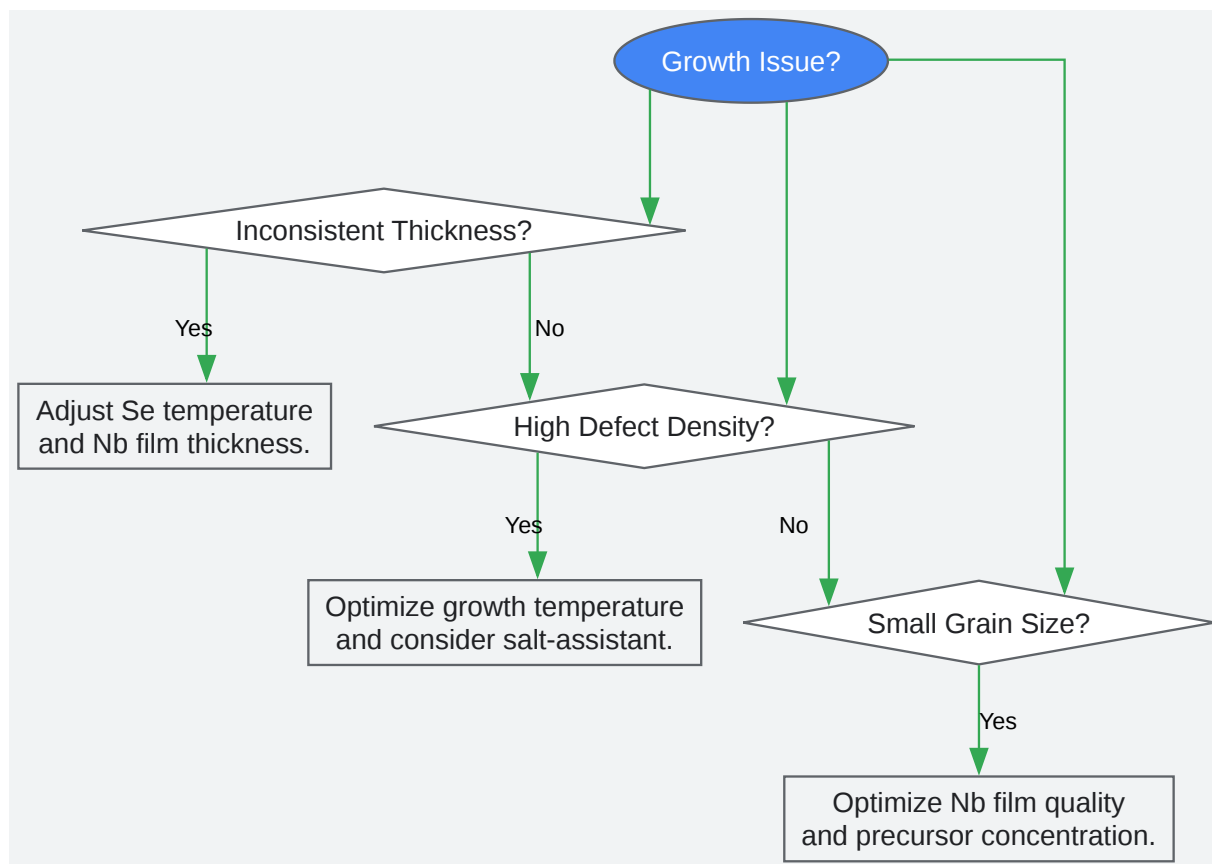 Growth Issue?
Inconsistent Thickness?
Yes
No
Adjust Se temperature
and Nb film thickness.
High Defect Density?
Yes
No
Optimize growth temperature
and consider salt-assistant.
Small Grain Size?
Yes
Optimize Nb film quality
and precursor concentration.